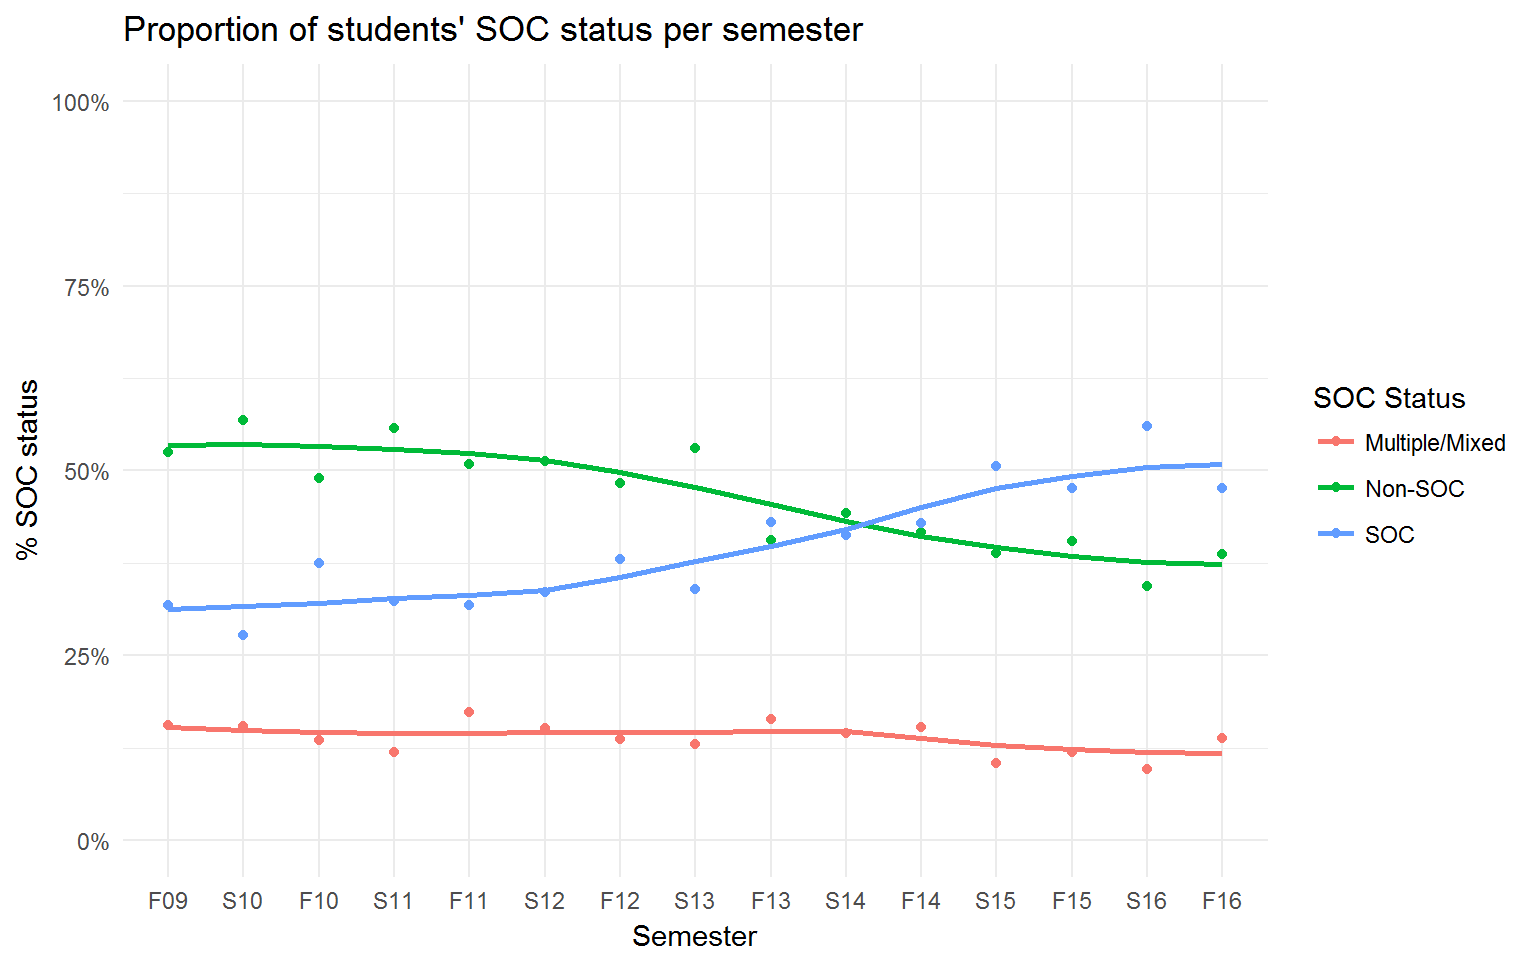 Proportion of students' SOC status per semester
100%
75%
50%
25%
0%
% SOC status
F09 S10 F10 S11 F11 S12 F12 S13 F13 S14 F14 S15 F15 S16 F16
Semester
SOC Status
Multiple/Mixed
Non-SOC
SOC